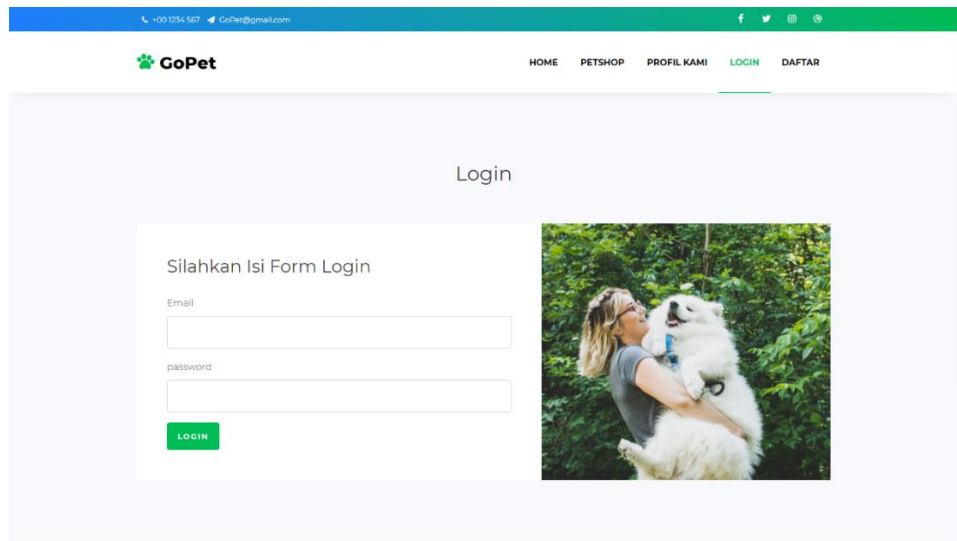 +00 1234 567 GoPet@gmail.com
GoPet
HOME PETSHOP PROFIL KAMI LOGIN DAFTAR
Login
Silahkan Isi Form Login
Email
password
LOGIN